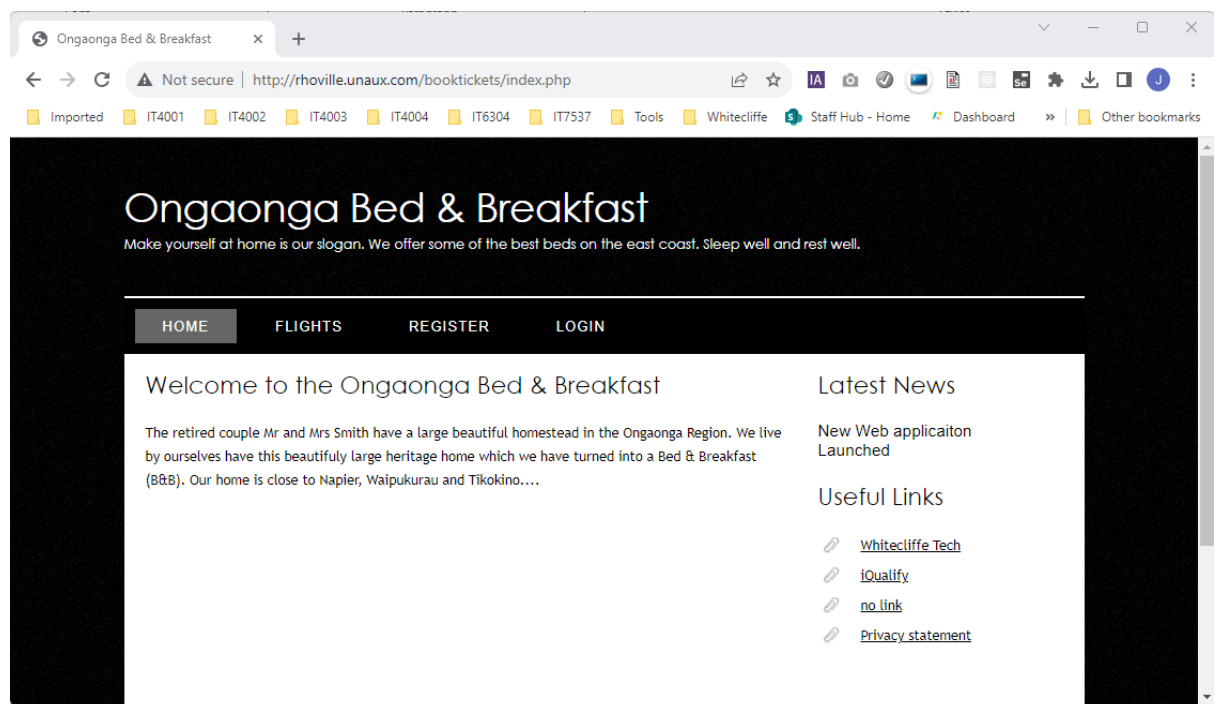 Ongaonga Bed & Breakfast
Not secure | http://rhoville.unaux.com/booktickets/index.php
IA
Se
J
Imported IT4001 IT4002 IT4003 IT4004 IT6304 IT7537 Tools Whitecliffe Staff Hub - Home Dashboard » Other bookmarks
Ongaonga Bed & Breakfast
Make yourself at home is our slogan. We offer some of the best beds on the east coast. Sleep well and rest well.
HOME FLIGHTS REGISTER LOGIN
Welcome to the Ongaonga Bed & Breakfast
The retired couple Mr and Mrs Smith have a large beautiful homestead in the Ongaonga Region. We live
by ourselves have this beautifuly large heritage home which we have turned into a Bed & Breakfast
(B&B). Our home is close to Napier, Waipukurau and Tikokino....
Latest News
New Web applicaiton
Launched
Useful Links
Whitecliffe Tech
iQualify
no link
Privacy statement